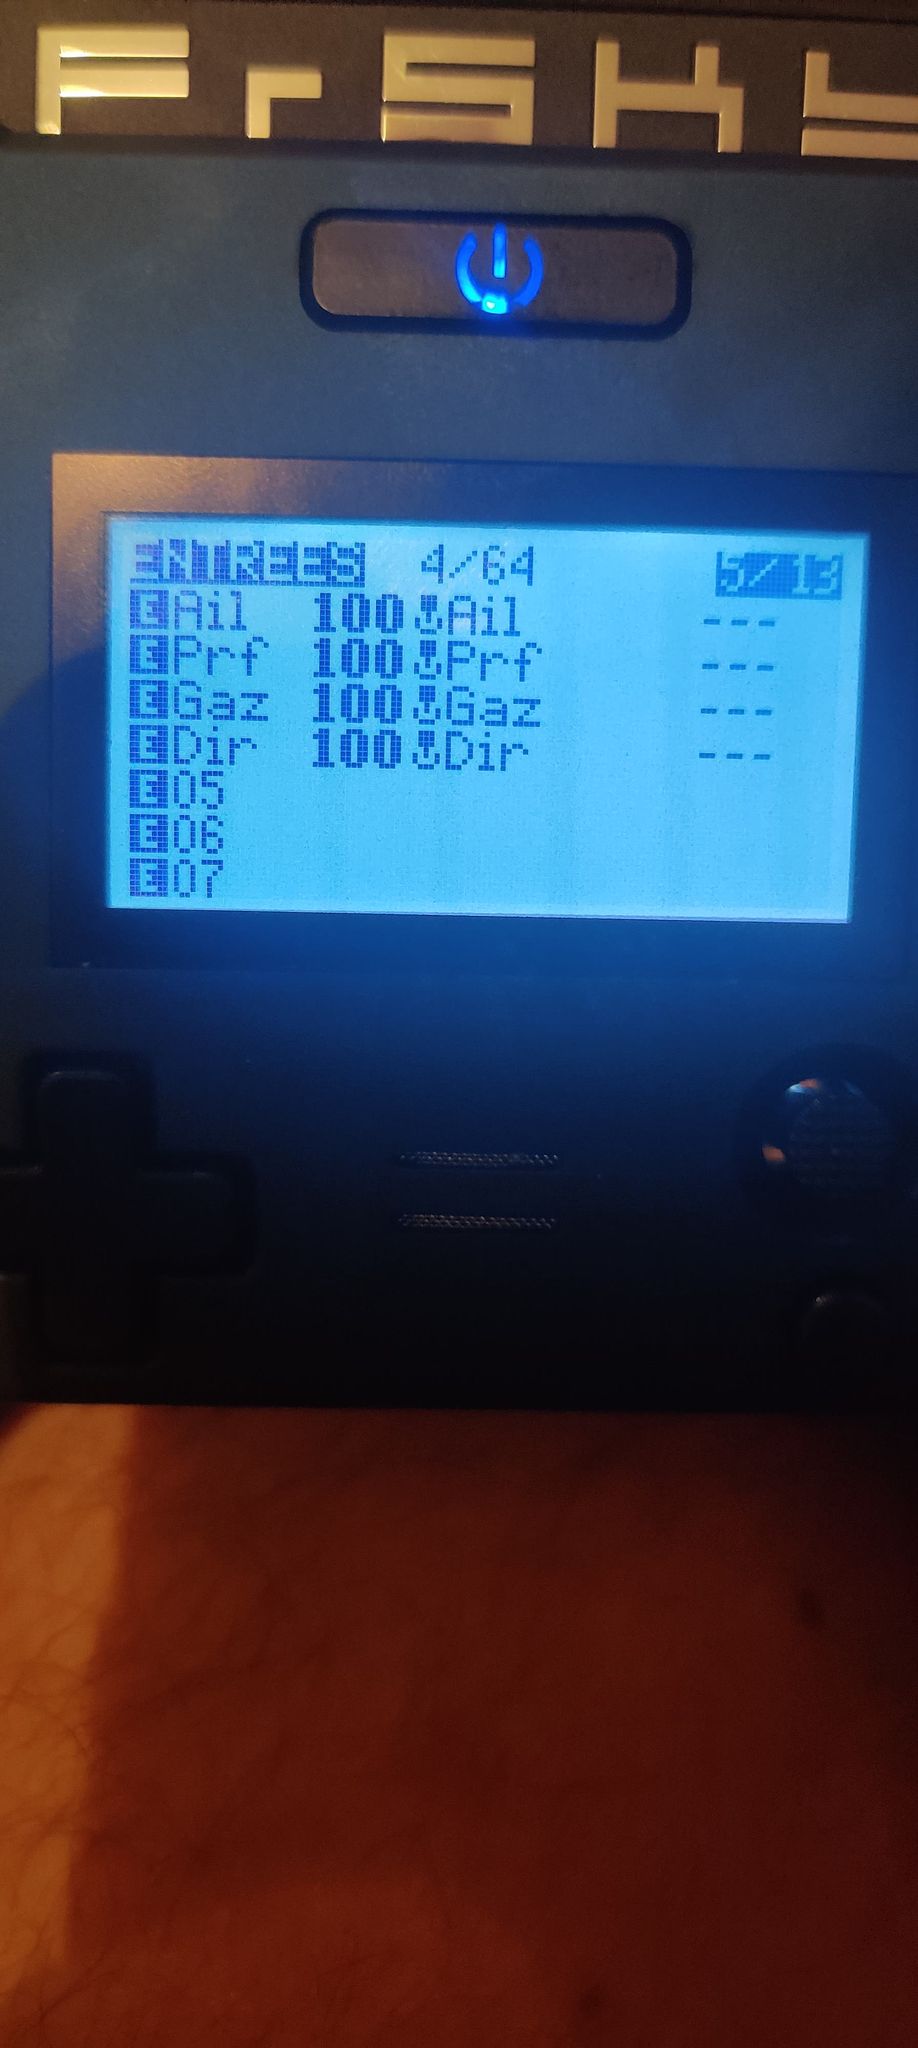 FrSky
ENTREES 4/64 5/13
E Ail 100 Ail ---
E Prf 100 Prf ---
E Gaz 100 Gaz ---
E Dir 100 Dir ---
E 05
E 06
E 07